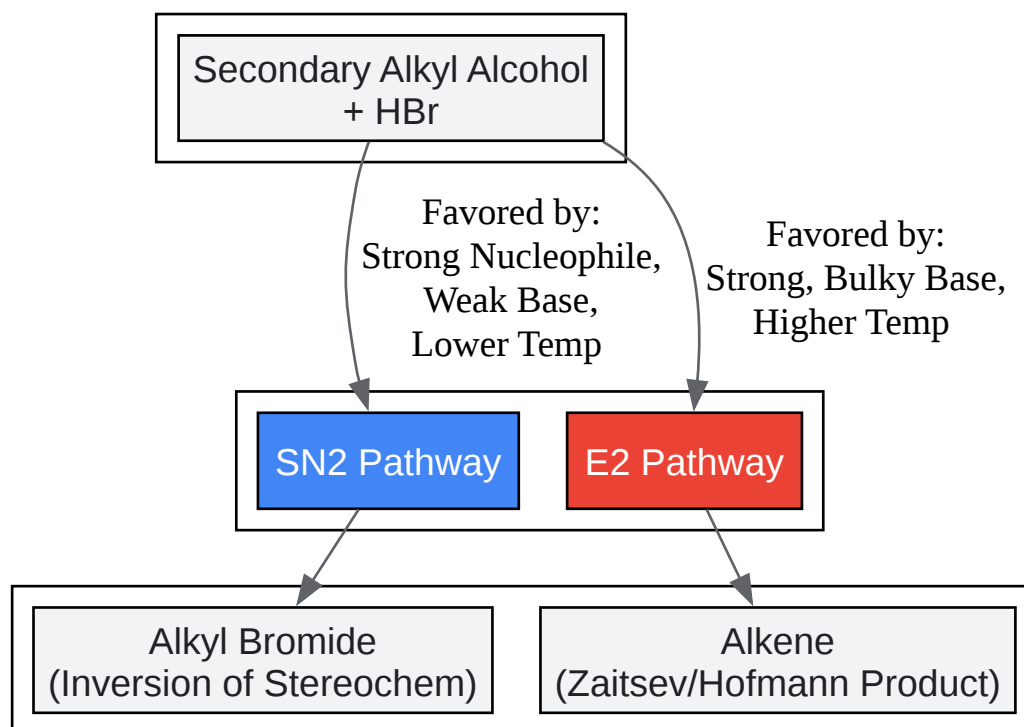 Secondary Alkyl Alcohol
+ HBr
Favored by:
Strong Nucleophile,
Weak Base,
Lower Temp
Favored by:
Strong, Bulky Base,
Higher Temp
SN2 Pathway
E2 Pathway
Alkyl Bromide
(Inversion of Stereochem)
Alkene
(Zaitsev/Hofmann Product)